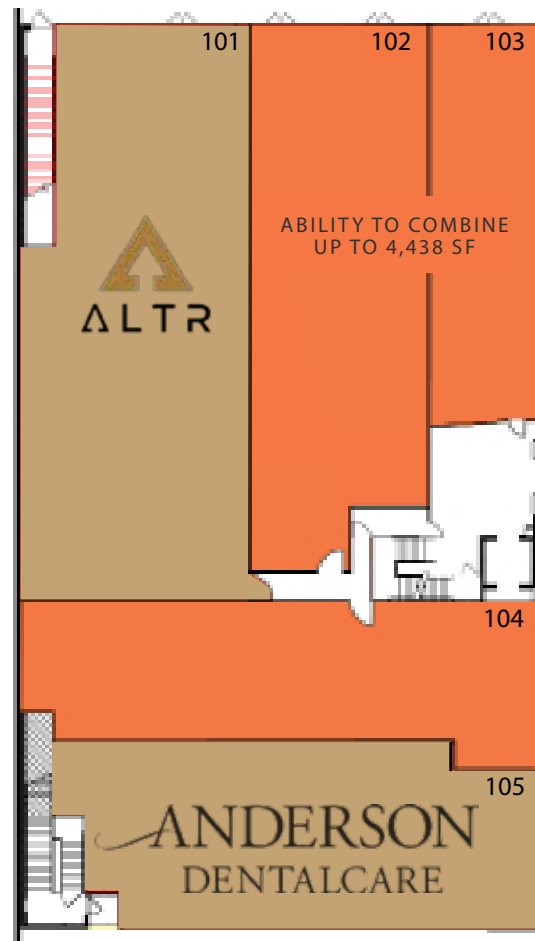 101
102
103
ABILITY TO COMBINE
UP TO 4,438 SF
ALTR
104
105
ANDERSON
DENTALCARE